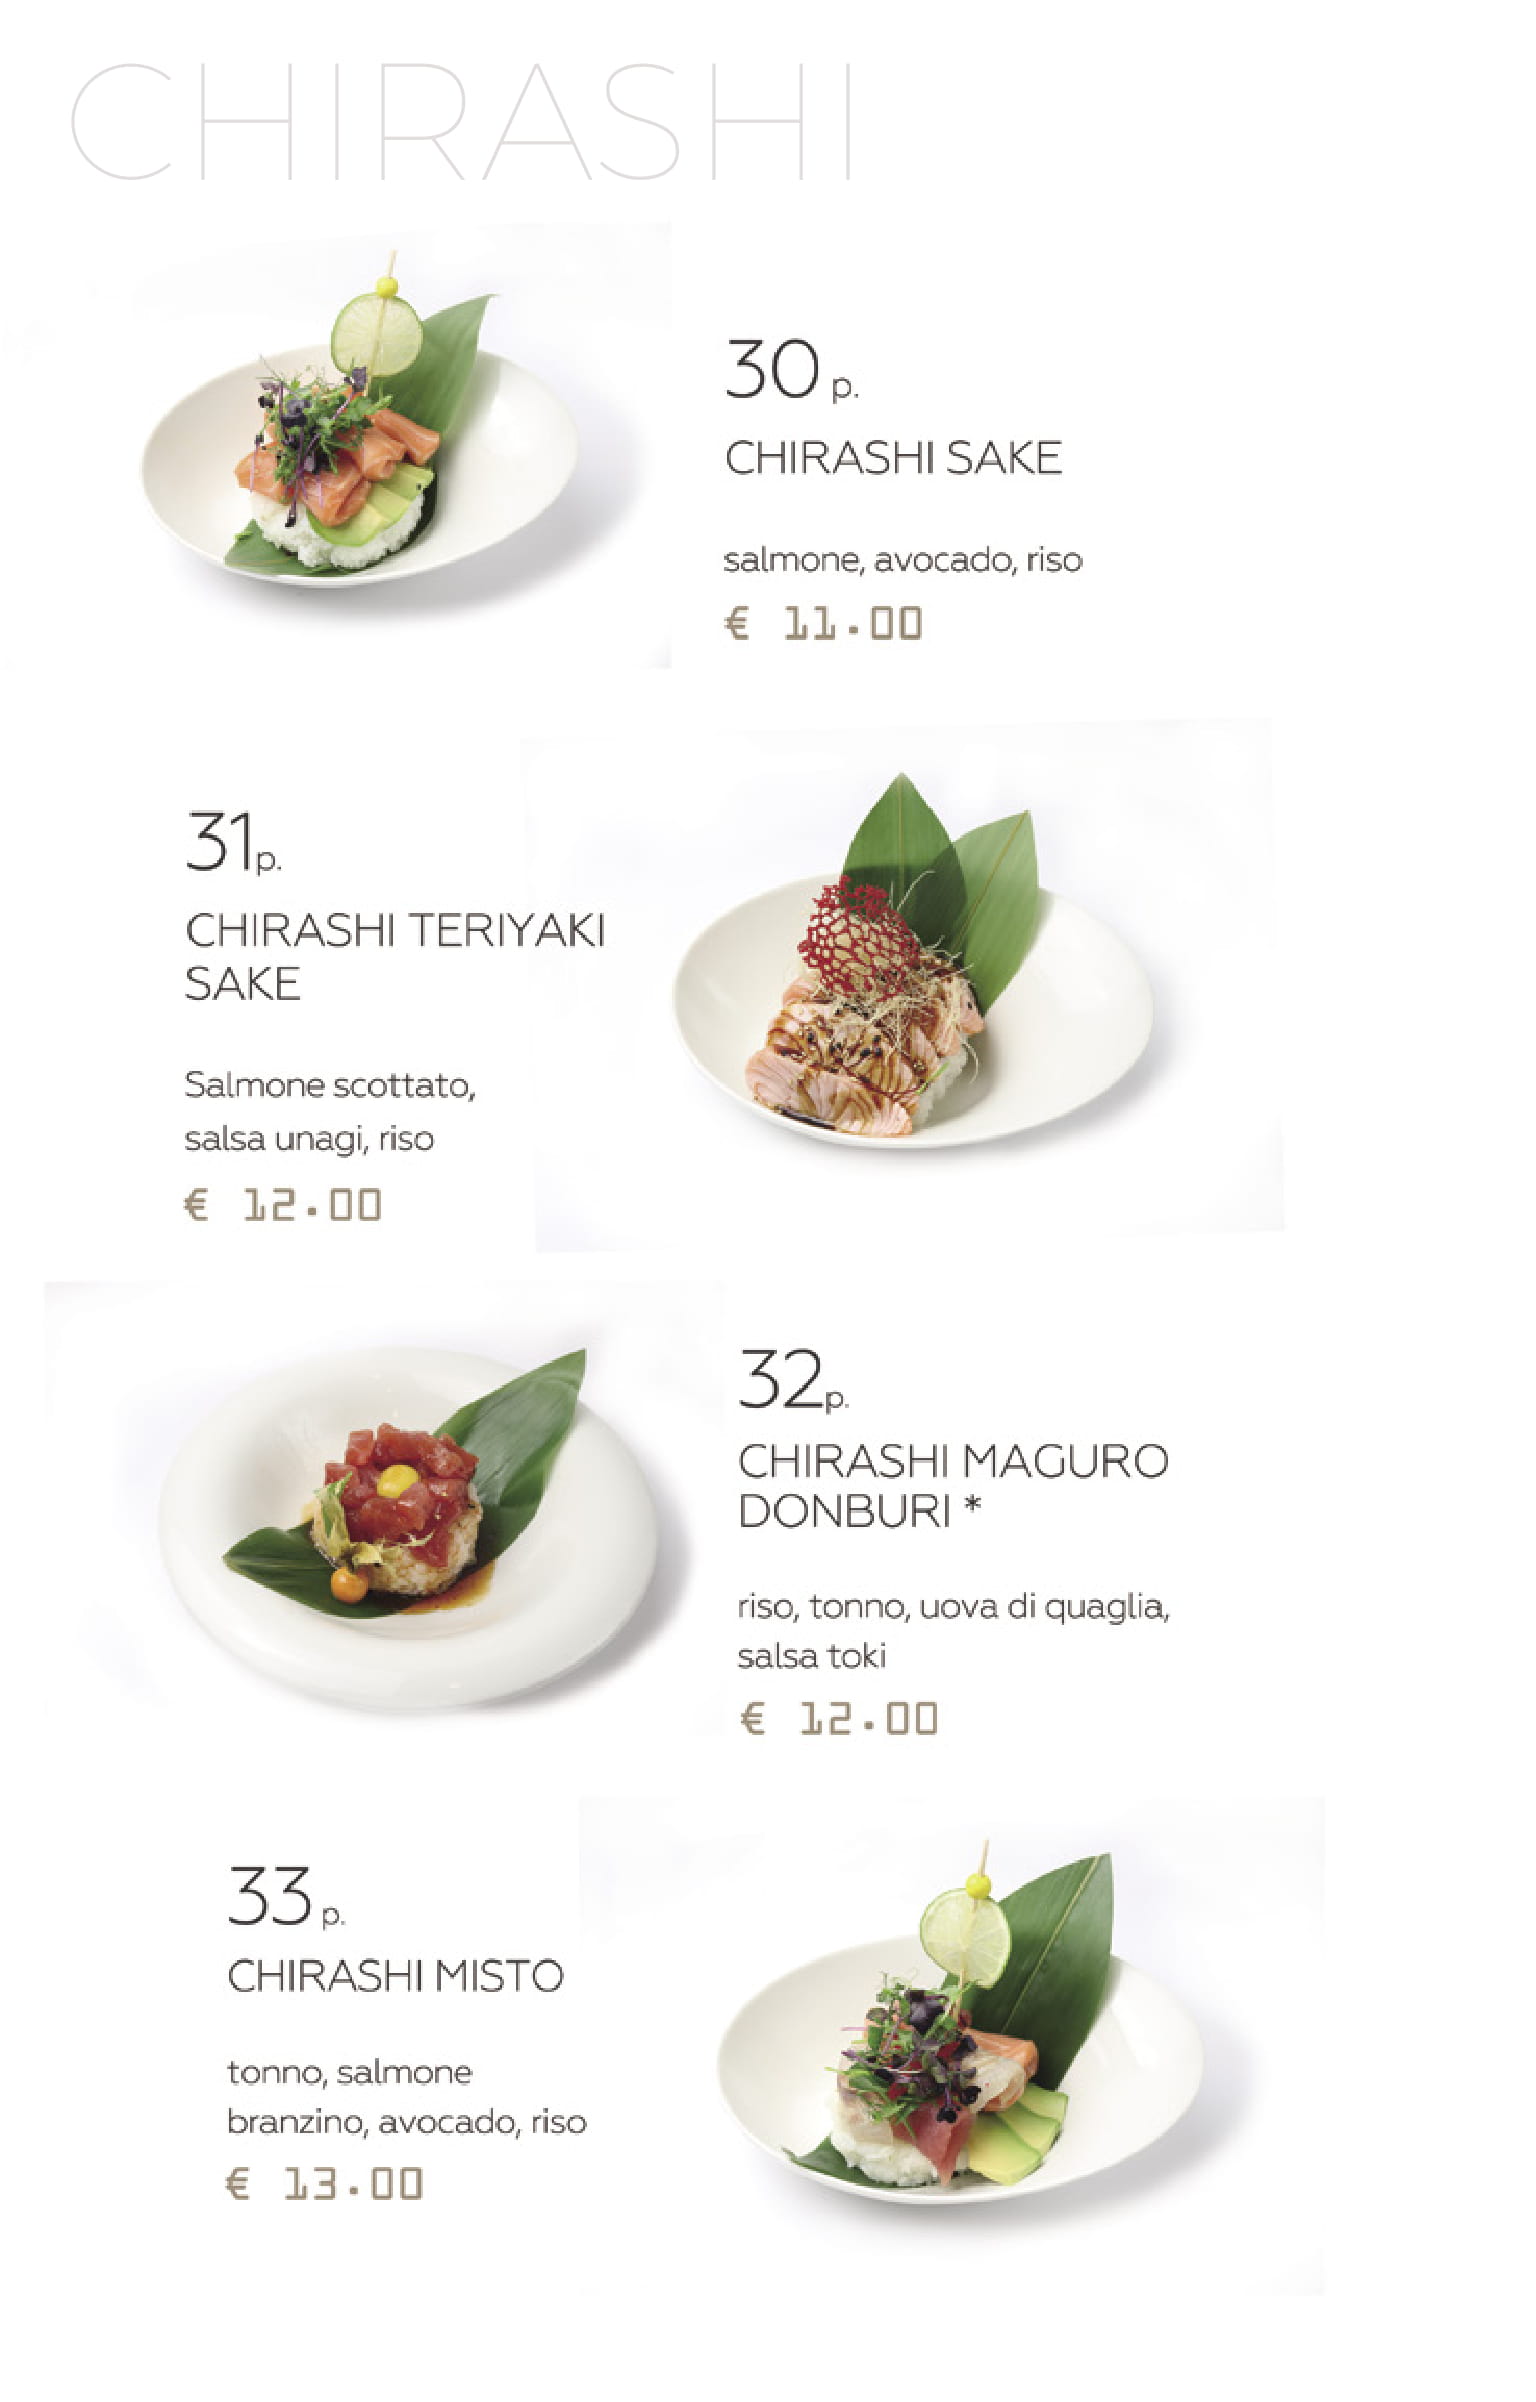 CHIRASHI
30 p.
CHIRASHI SAKE
salmone, avocado, riso
€ 11.00
31p.
CHIRASHI TERIYAKI
SAKE
Salmone scottato,
salsa unagi, riso
€ 12.00
32p.
CHIRASHI MAGURO
DONBURI *
riso, tonno, uova di quaglia,
salsa toki
€ 12.00
33 p.
CHIRASHI MISTO
tonno, salmone
branzino, avocado, riso
€ 13.00